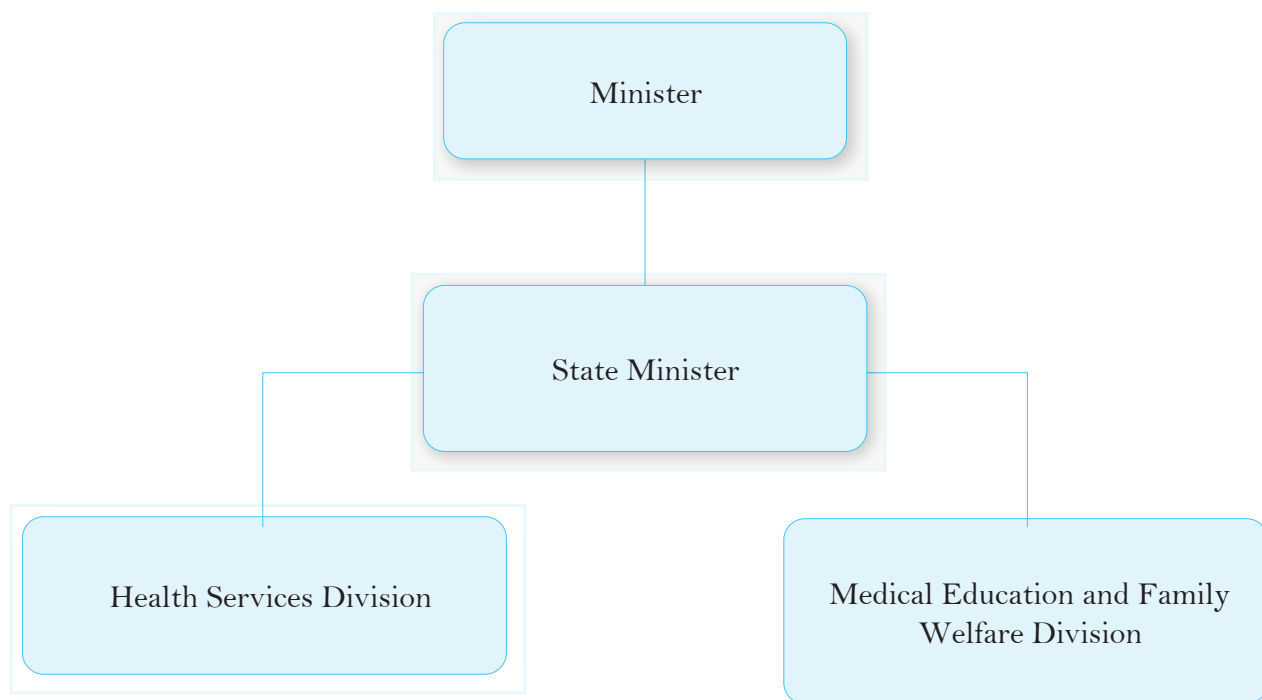 Minister
State Minister
Health Services Division
Medical Education and Family
Welfare Division